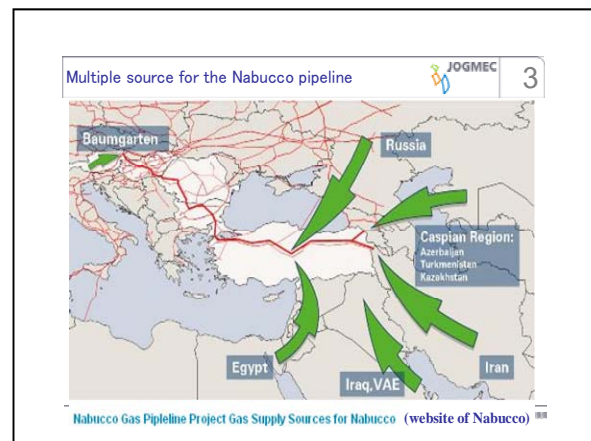 Multiple source for the Nabucco pipeline
JOGMEC
3
Baumgarten
Russia
Caspian Region:
Azerbaijan
Turkmenisten
Kazakhstan
Egypt
Iraq,VAE
Iran
Nabucco Gas Pipleline Project Gas Supply Sources for Nabucco (website of Nabucco)